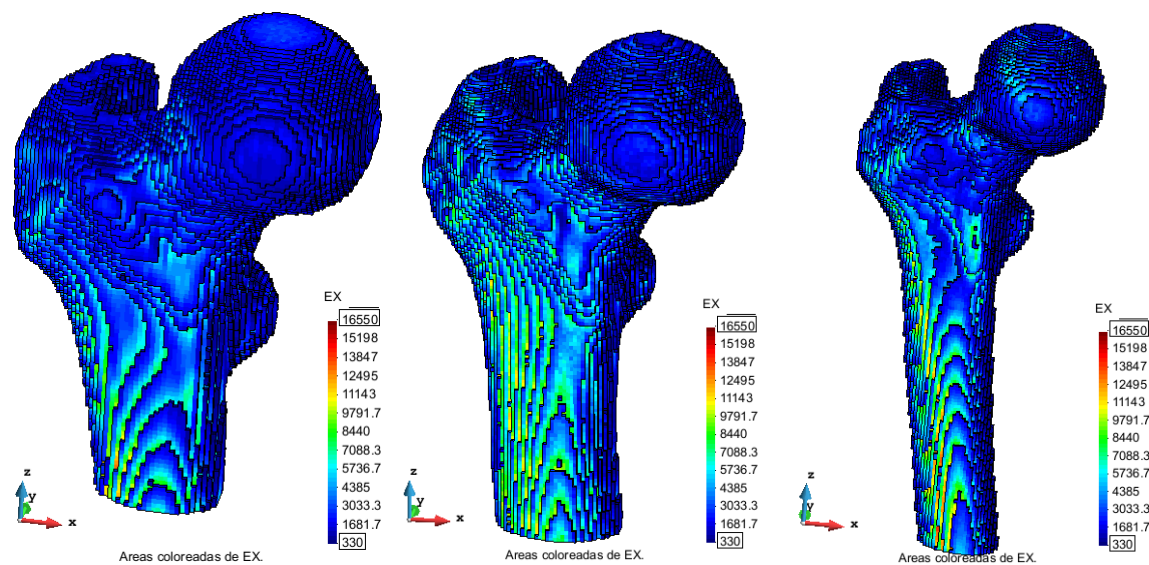 EX
16550
15198
13847
12495
11143
9791.7
8440
7088.3
5736.7
4385
3033.3
1681.7
330
z
y
x
Areas coloreadas de EX.
EX
16550
15198
13847
12495
11143
9791.7
8440
7088.3
5736.7
4385
3033.3
1681.7
330
z
y
x
Areas coloreadas de EX.
EX
16550
15198
13847
12495
11143
9791.7
8440
7088.3
5736.7
4385
3033.3
1681.7
330
z
y
x
Areas coloreadas de EX.